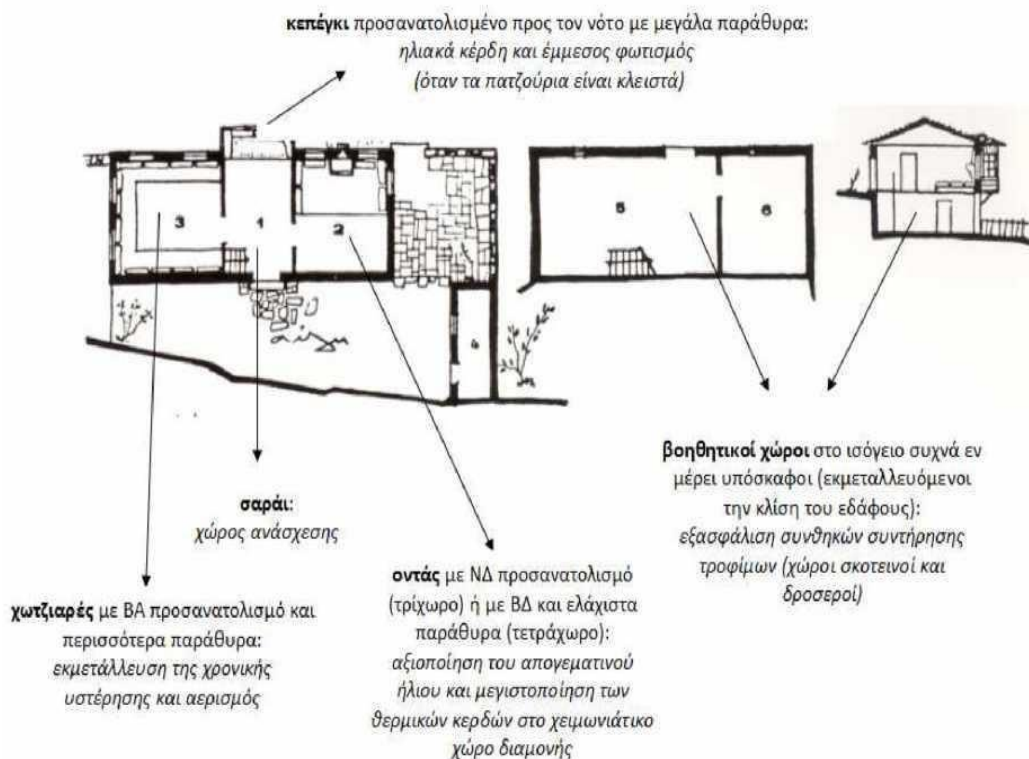 κεπέγκι προσανατολισμένο προς τον νότο με μεγάλα παράθυρα:
ηλιακά κέρδη και έμμεσος φωτισμός
(όταν τα πατζούρια είναι κλειστά)
3
1
2
4
5
6
βοηθητικοί χώροι στο ισόγειο συχνά εν
μέρει υπόσκαφοι (εκμεταλλευόμενοι
την κλίση του εδάφους):
εξασφάλιση συνθηκών συντήρησης
τροφίμων (χώροι σκοτεινοί και
δροσεροί)
σαράι:
χώρος ανάσχεσης
οντάς με ΝΔ προσανατολισμό
(τρίχωρο) ή με ΒΔ και ελάχιστα
παράθυρα (τετράχωρο):
αξιοποίηση του απογεματινού
ήλιου και μεγιστοποίηση των
θερμικών κερδών στο χειμωνιάτικο
χώρο διαμονής
χωτζιαρές με ΒΑ προσανατολισμό και
περισσότερα παράθυρα:
εκμετάλλευση της χρονικής
υστέρησης και αερισμός